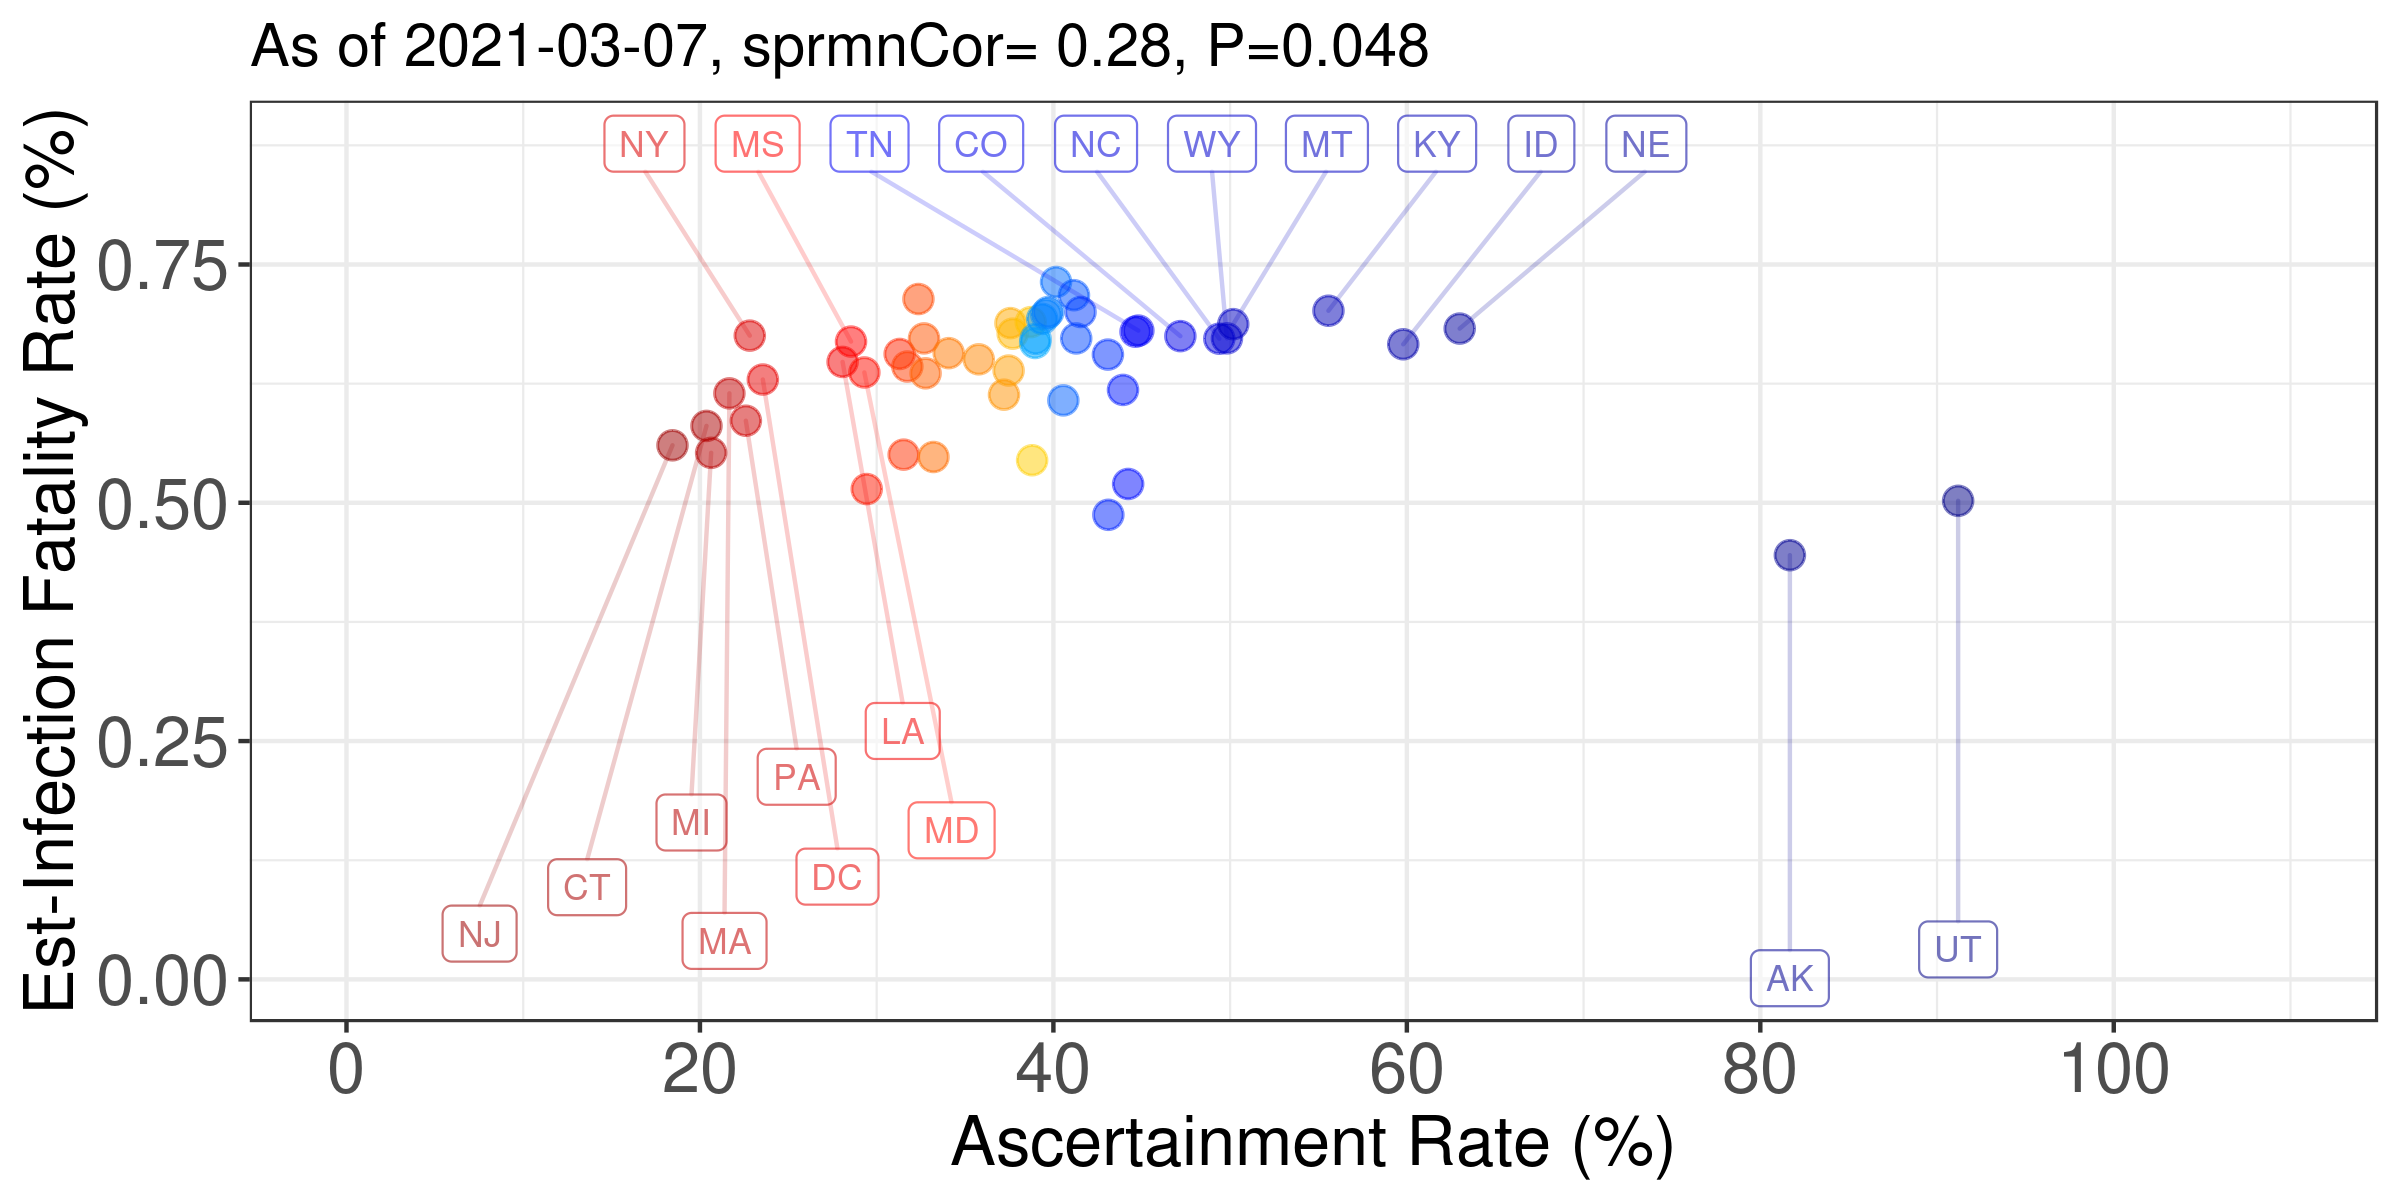 As of 2021-03-07, sprmnCor= 0.28, P=0.048
NY MS TN CO NC WY MT KY ID NE
Est-Infection Fatality Rate (%)
0.75
0.50
0.25
0.00
LA
PA
MI
MD
DC
CT
NJ
MA
UT
AK
0 20 40 60 80 100
Ascertainment Rate (%)